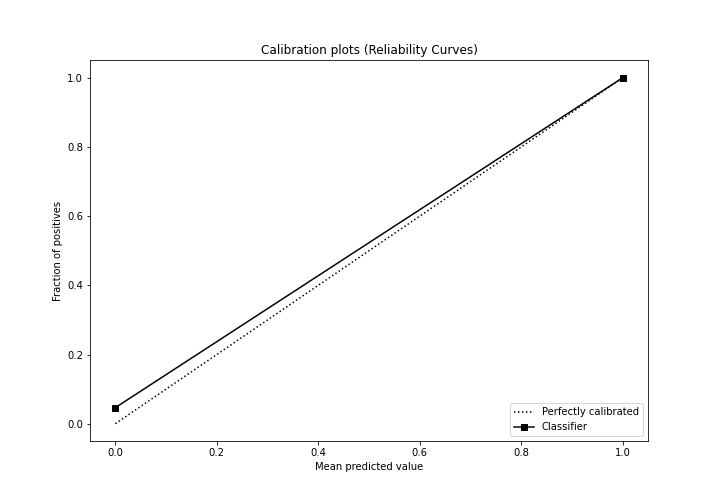 Calibration plots (Reliability Curves)
1.0
0.8
0.6
0.4
0.2
0.0
Fraction of positives
0.0 0.2 0.4 0.6 0.8 1.0
Mean predicted value
Perfectly calibrated
Classifier